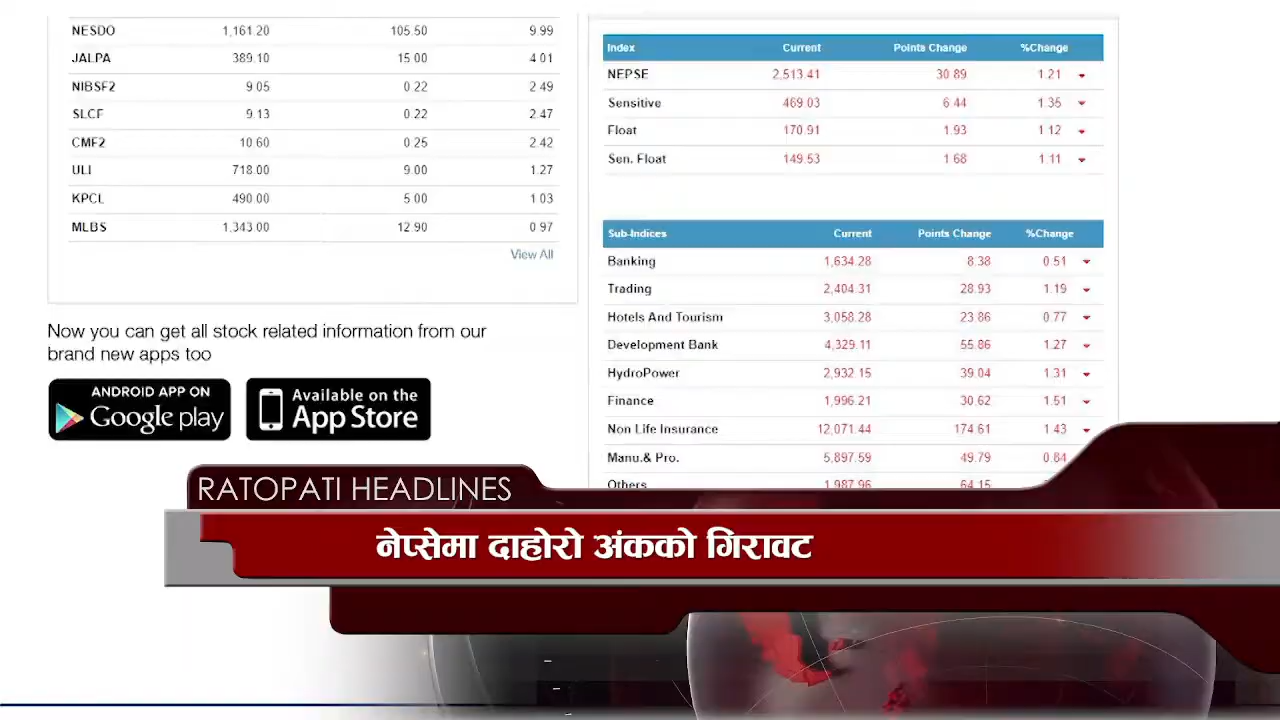 NESDO 1,161.20 105.50 9.99
JALPA 389.10 15.00 4.01
NIBSF2 9.05 0.22 2.49
SLCF 9.13 0.22 2.47
CMF2 10.60 0.25 2.42
ULI 718.00 9.00 1.27
KPCL 490.00 5.00 1.03
MLBS 1,343.00 12.90 0.97
View All
Now you can get all stock related information from our
brand new apps too
ANDROID APP ON
Google play
Available on the
App Store
Index Current Points Change %Change
NEPSE 2,513.41 30.89 1.21
Sensitive 469.03 6.44 1.35
Float 170.91 1.93 1.12
Sen. Float 149.53 1.68 1.11
Sub-Indices Current Points Change %Change
Banking 1,634.28 8.38 0.51
Trading 2,404.31 28.93 1.19
Hotels And Tourism 3,058.28 23.86 0.77
Development Bank 4,329.11 55.86 1.27
HydroPower 2,932.15 39.04 1.31
Finance 1,996.21 30.62 1.51
Non Life Insurance 12,071.44 174.61 1.43
Manu.& Pro. 5,897.59 49.79 0.84
Others 1,987.96 64.15
RATOPATI HEADLINES
नेप्सेमा दोहोरो अंकको गिरावट